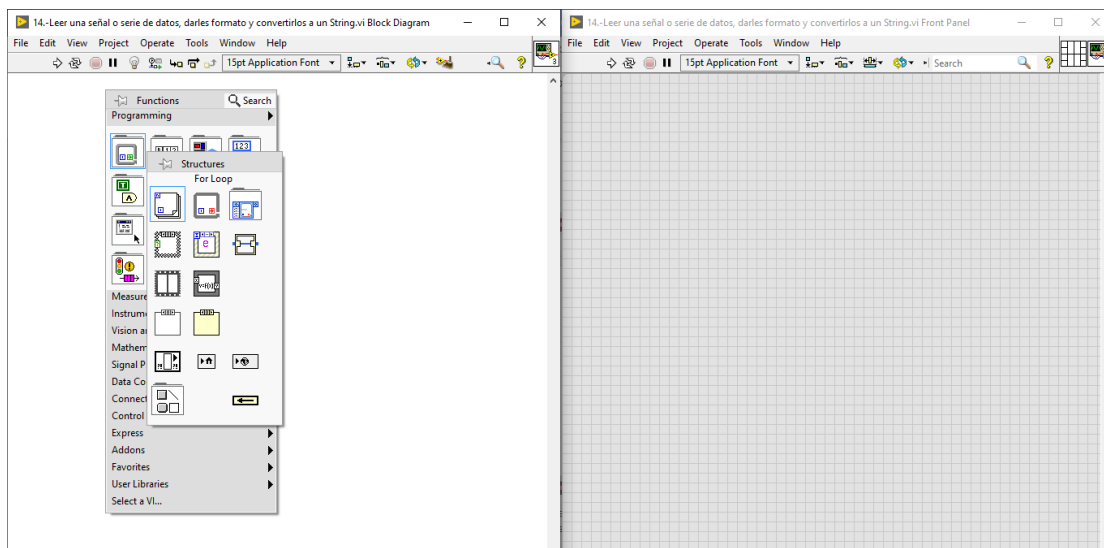 14.-Leer una señal o serie de datos, darles formato y convertirlos a un String.vi Block Diagram
File Edit View Project Operate Tools Window Help
15pt Application Font
3
Functions Search
Programming
123
Structures
For Loop
Measure
Instrum
Vision a
Mathem
Signal P
Data Co
Connect
Control
Express
Addons
Favorites
User Libraries
Select a VI...
14.-Leer una señal o serie de datos, darles formato y convertirlos a un String.vi Front Panel
File Edit View Project Operate Tools Window Help
15pt Application Font Search